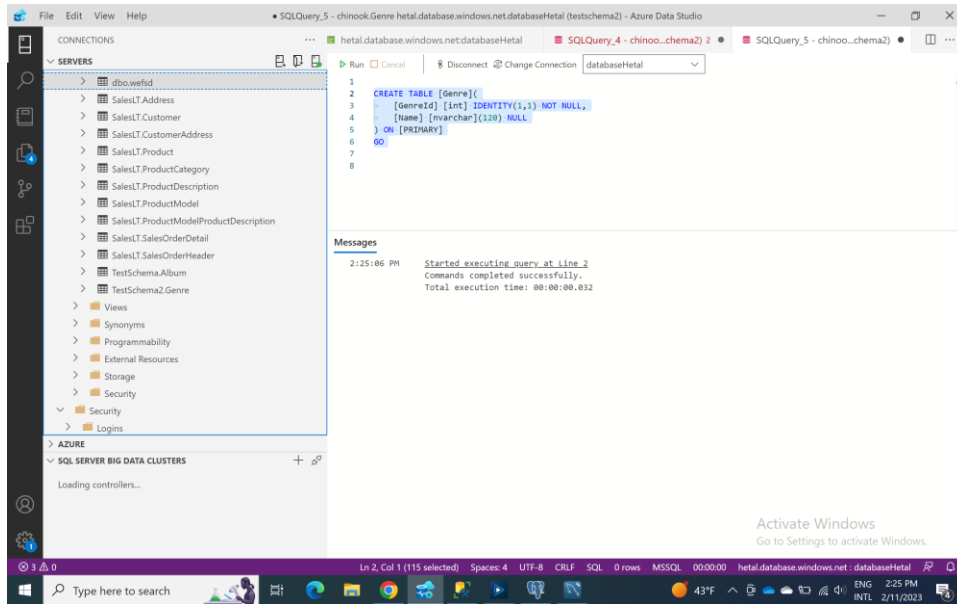 File Edit View Help
● SQLQuery_5 - chinook.Genre hetal.database.windows.net.databaseHetal (testschema2) - Azure Data Studio
CONNECTIONS
SERVERS
dbo.wefsd
SalesLT.Address
SalesLT.Customer
SalesLT.CustomerAddress
SalesLT.Product
SalesLT.ProductCategory
SalesLT.ProductDescription
SalesLT.ProductModel
SalesLT.ProductModelProductDescription
SalesLT.SalesOrderDetail
SalesLT.SalesOrderHeader
TestSchema.Album
TestSchema2.Genre
Views
Synonyms
Programmability
External Resources
Storage
Security
Security
Logins
AZURE
SQL SERVER BIG DATA CLUSTERS
Loading controllers...
4
1
hetal.database.windows.net:databaseHetal
SQLQuery_4 - chinoo...chema2) 2 ●
SQLQuery_5 - chinoo...chema2) ●
Run Cancel Disconnect Change Connection databaseHetal
1
2 CREATE TABLE [Genre](
3 [GenreId] [int] IDENTITY(1,1) NOT NULL,
4 [Name] [nvarchar](120) NULL
5 ) ON [PRIMARY]
6 GO
7
8
Messages
2:25:06 PM Started executing query at Line 2
Commands completed successfully.
Total execution time: 00:00:00.032
Activate Windows
Go to Settings to activate Windows.
3 0 Ln 2, Col 1 (115 selected) Spaces: 4 UTF-8 CRLF SQL 0 rows MSSQL 00:00:00 hetal.database.windows.net : databaseHetal
Type here to search
43°F
ENG
INTL
2:25 PM
2/11/2023
4